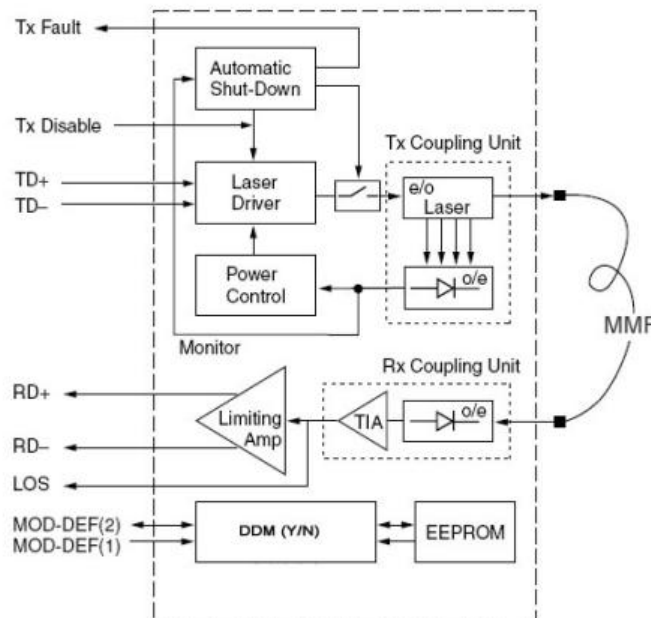 Tx Fault
Automatic
Shut-Down
Tx Disable
Tx Coupling Unit
TD+
TD–
Laser
Driver
e/o
Laser
Power
Control
o/e
Monitor
MMF
Rx Coupling Unit
RD+
RD–
Limiting
Amp
TIA
o/e
LOS
MOD-DEF(2)
MOD-DEF(1)
DDM (Y/N)
EEPROM